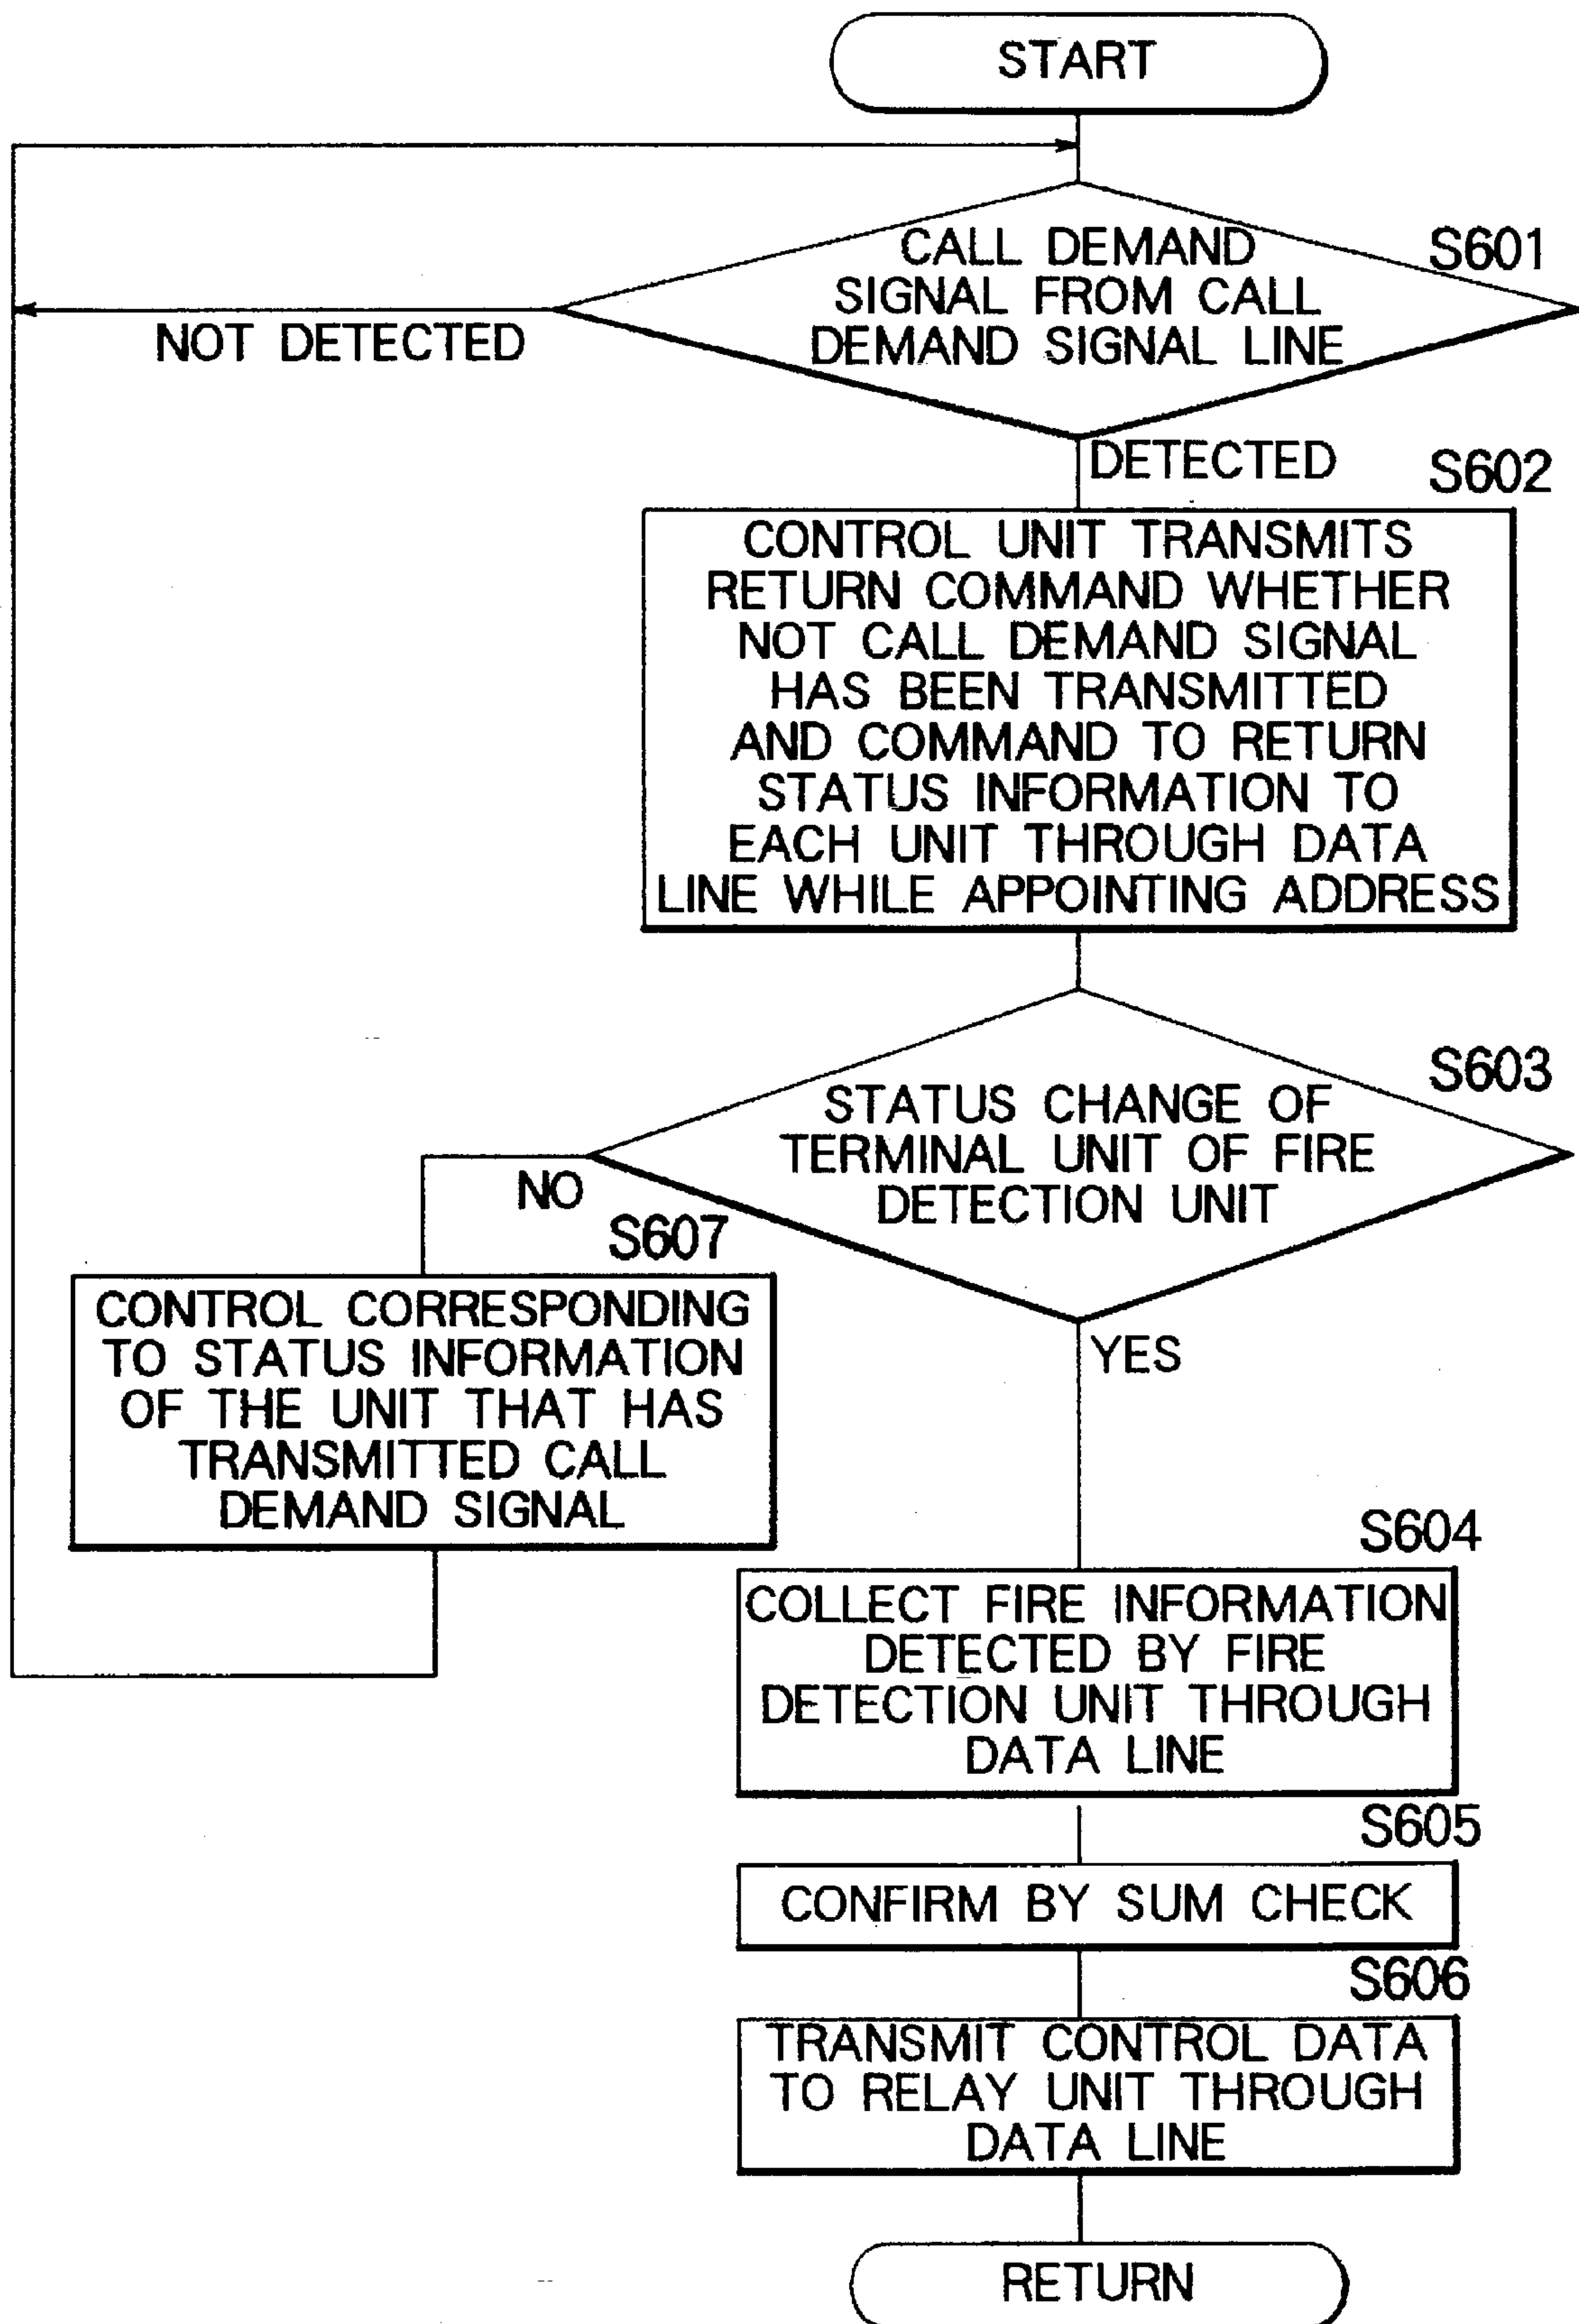 START
S601
CALL DEMAND
SIGNAL FROM CALL
DEMAND SIGNAL LINE
NOT DETECTED
DETECTED
S602
CONTROL UNIT TRANSMITS
RETURN COMMAND WHETHER
NOT CALL DEMAND SIGNAL
HAS BEEN TRANSMITTED
AND COMMAND TO RETURN
STATUS INFORMATION TO
EACH UNIT THROUGH DATA
LINE WHILE APPOINTING ADDRESS
S603
STATUS CHANGE OF
TERMINAL UNIT OF FIRE
DETECTION UNIT
NO
S607
CONTROL CORRESPONDING
TO STATUS INFORMATION
OF THE UNIT THAT HAS
TRANSMITTED CALL
DEMAND SIGNAL
YES
S604
COLLECT FIRE INFORMATION
DETECTED BY FIRE
DETECTION UNIT THROUGH
DATA LINE
S605
CONFIRM BY SUM CHECK
S606
TRANSMIT CONTROL DATA
TO RELAY UNIT THROUGH
DATA LINE
RETURN